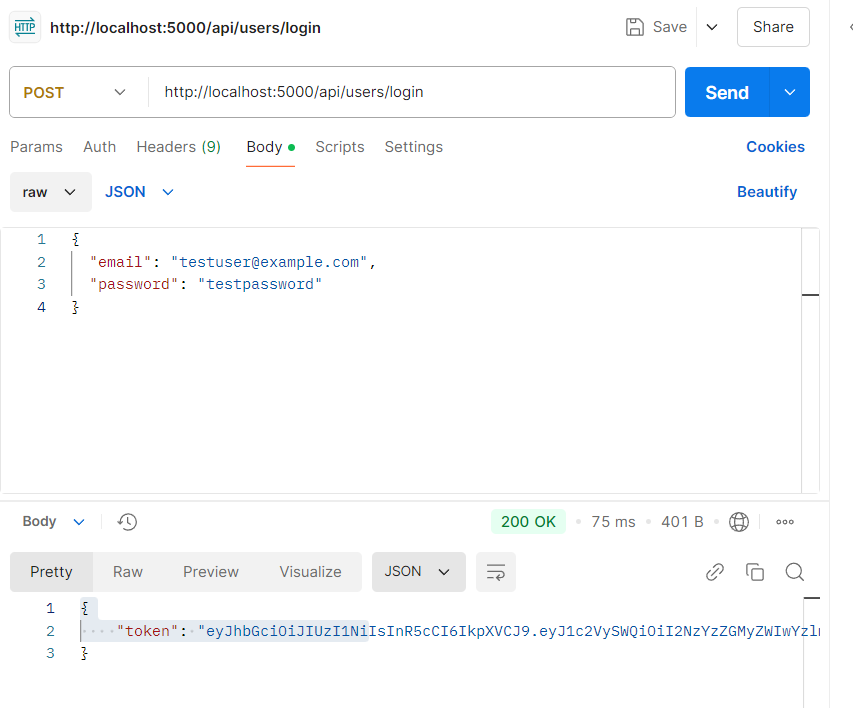 HTTP http://localhost:5000/api/users/login Save Share
POST http://localhost:5000/api/users/login Send
Params Auth Headers (9) Body Scripts Settings Cookies
raw JSON Beautify
1 {
2 "email": "testuser@example.com",
3 "password": "testpassword"
4 }
Body 200 OK • 75 ms • 401 B
Pretty Raw Preview Visualize JSON
1 {
2 "token": "eyJhbGciOiJIUzI1NiIsInR5cCI6IkpXVCJ9.eyJ1c2VySWQiOiI2NzYzZGMyZWIwYzln
3 }